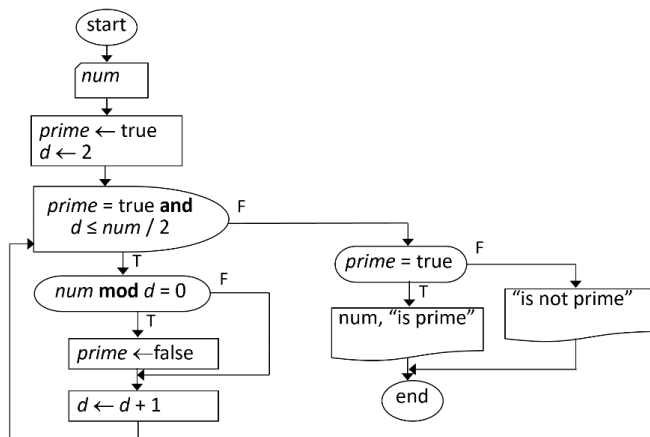 start
num
prime ← true
d ← 2
prime = true and
d ≤ num / 2
F
T
num mod d = 0
F
T
prime ←false
d ← d + 1
prime = true
F
T
num, “is prime”
“is not prime”
end